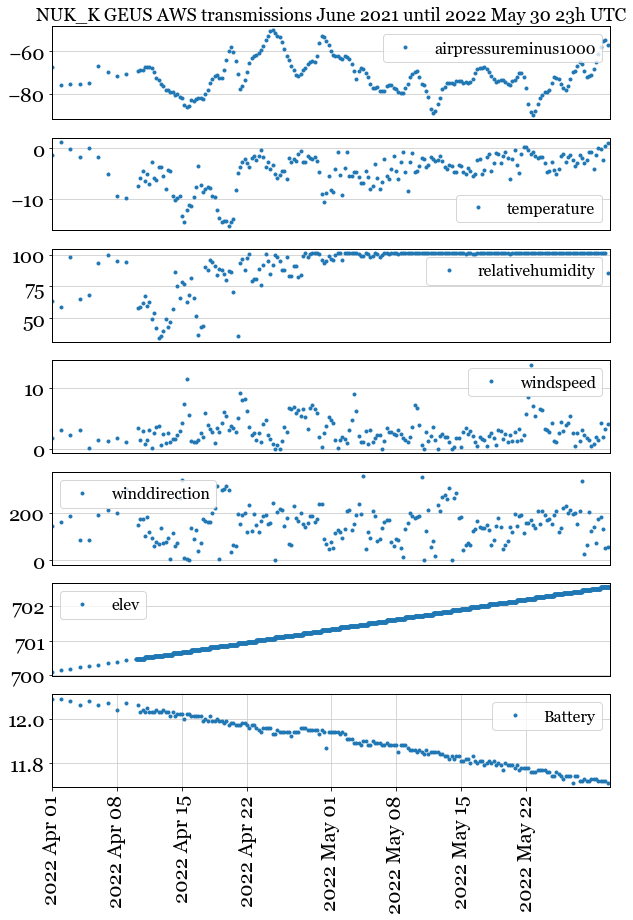 NUK_K GEUS AWS transmissions June 2021 until 2022 May 30 23h UTC
−60
−80
airpressureminus1000
0
−10
temperature
100
75
50
relativehumidity
10
0
windspeed
200
0
winddirection
702
701
700
elev
12.0
11.8
Battery
2022 Apr 01
2022 Apr 08
2022 Apr 15
2022 Apr 22
2022 May 01
2022 May 08
2022 May 15
2022 May 22